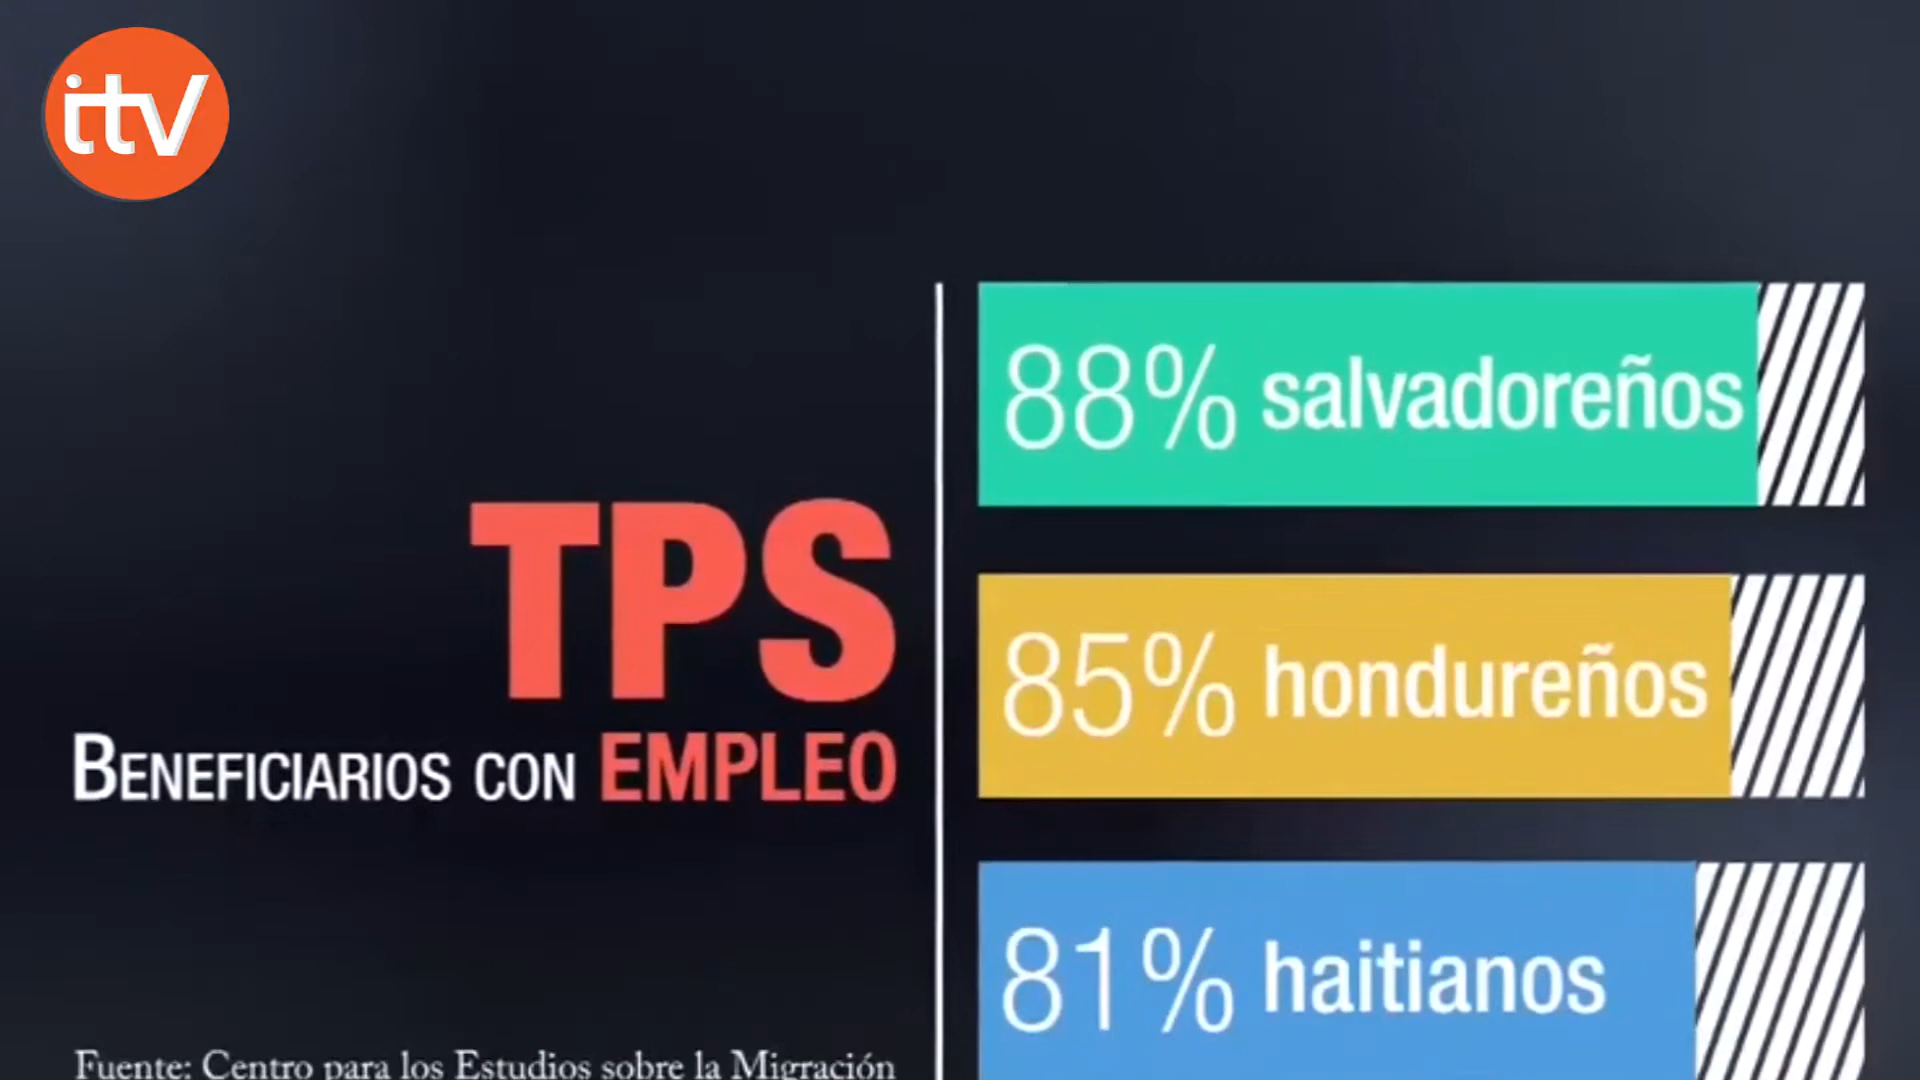 itv
TPS
BENEFICIARIOS CON EMPLEO
Fuente: Centro para los Estudios sobre la Migración
88% salvadoreños
85% hondureños
81% haitianos